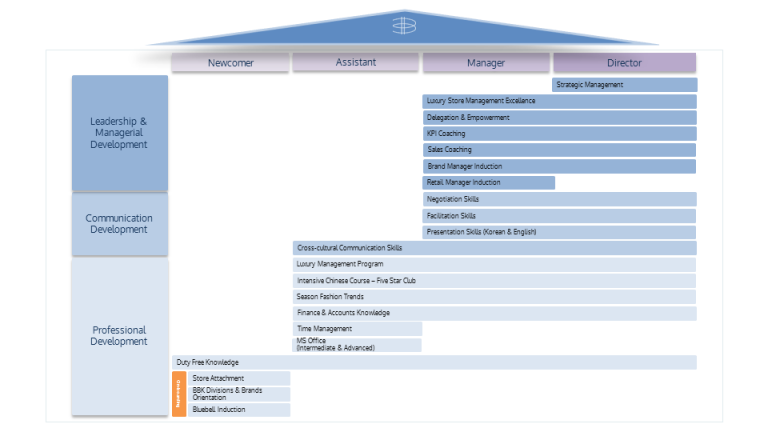 Newcomer
Assistant
Manager
Director
Leadership &
Managerial
Development
Strategic Management
Luxury Store Management Excellence
Delegation & Empowerment
KPI Coaching
Sales Coaching
Brand Manager Induction
Retail Manager Induction
Communication
Development
Negotiation Skills
Facilitation Skills
Presentation Skills (Korean & English)
Cross-cultural Communication Skills
Professional
Development
Luxury Management Program
Intensive Chinese Course – Five Star Club
Season Fashion Trends
Finance & Accounts Knowledge
Time Management
MS Office
(Intermediate & Advanced)
Duty Free Knowledge
Store Attachment
BBK Divisions & Brands
Orientation
Bluebell Induction